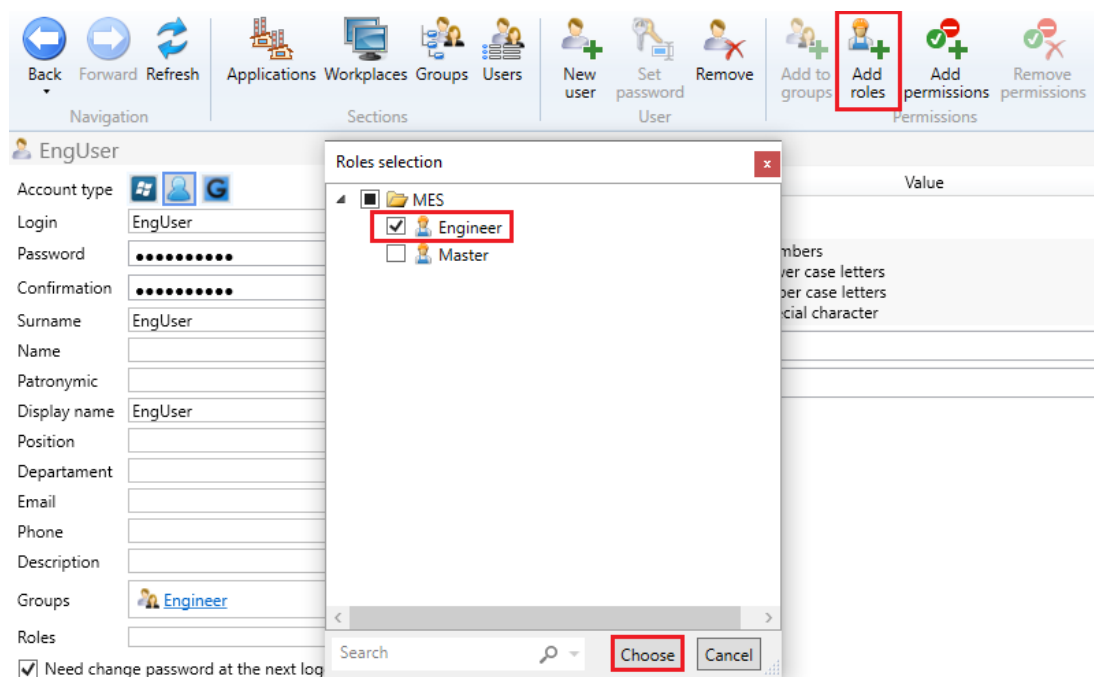 Back Forward Refresh Applications Workplaces Groups Users New user Set password Remove Add to groups Add roles Add permissions Remove permissions
Navigation Sections User Permissions
EngUser
Account type G
Login EngUser
Password ●●●●●●●●●●
Confirmation ●●●●●●●●●●
Surname EngUser
Name
Patronymic
Display name EngUser
Position
Departament
Email
Phone
Description
Groups Engineer
Roles
Need change password at the next log
Roles selection x
MES
Engineer
Master
Search Choose Cancel
Value
mbers
ver case letters
per case letters
cial character